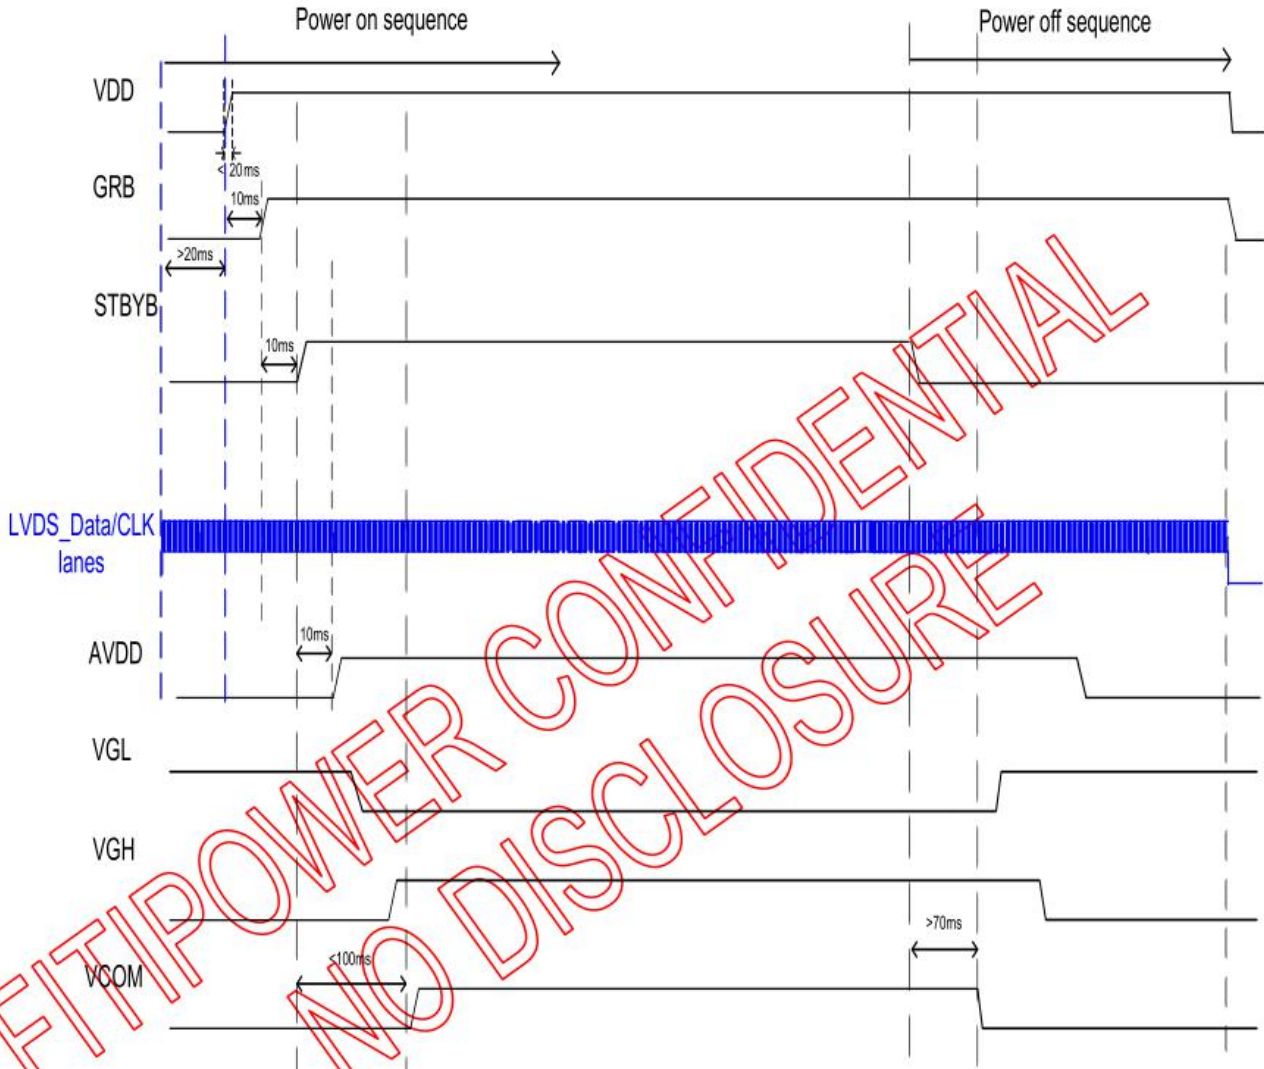 Power on sequence
Power off sequence
VDD
< 20ms
GRB
10ms
>20ms
STBYB
10ms
LVDS_Data/CLK
lanes
10ms
AVDD
VGL
VGH
>70ms
<100ms
VCOM
FITIPOWER CONFIDENTIAL
NO DISCLOSURE